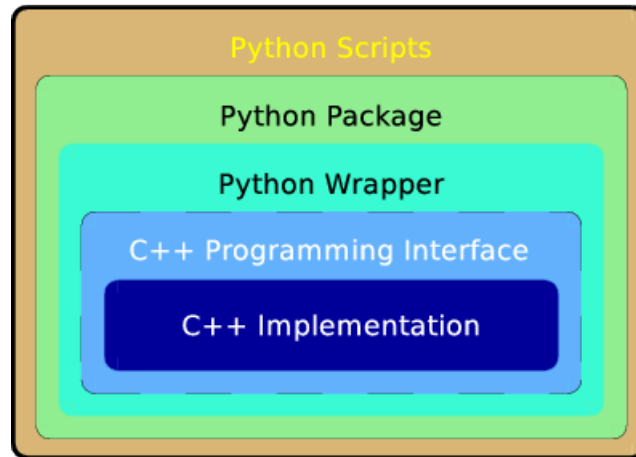 Python Scripts
Python Package
Python Wrapper
C++ Programming Interface
C++ Implementation